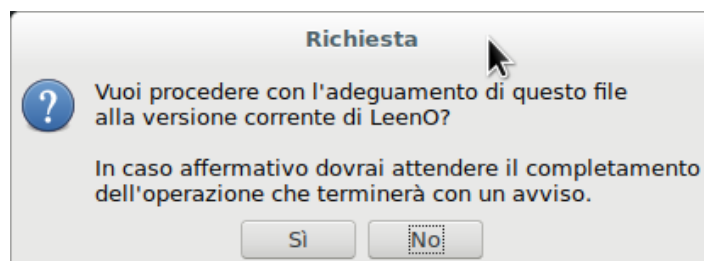 Richiesta
Vuoi procedere con l'adeguamento di questo file
alla versione corrente di LeenO?
In caso affermativo dovrai attendere il completamento
dell'operazione che terminerà con un avviso.
Sì No